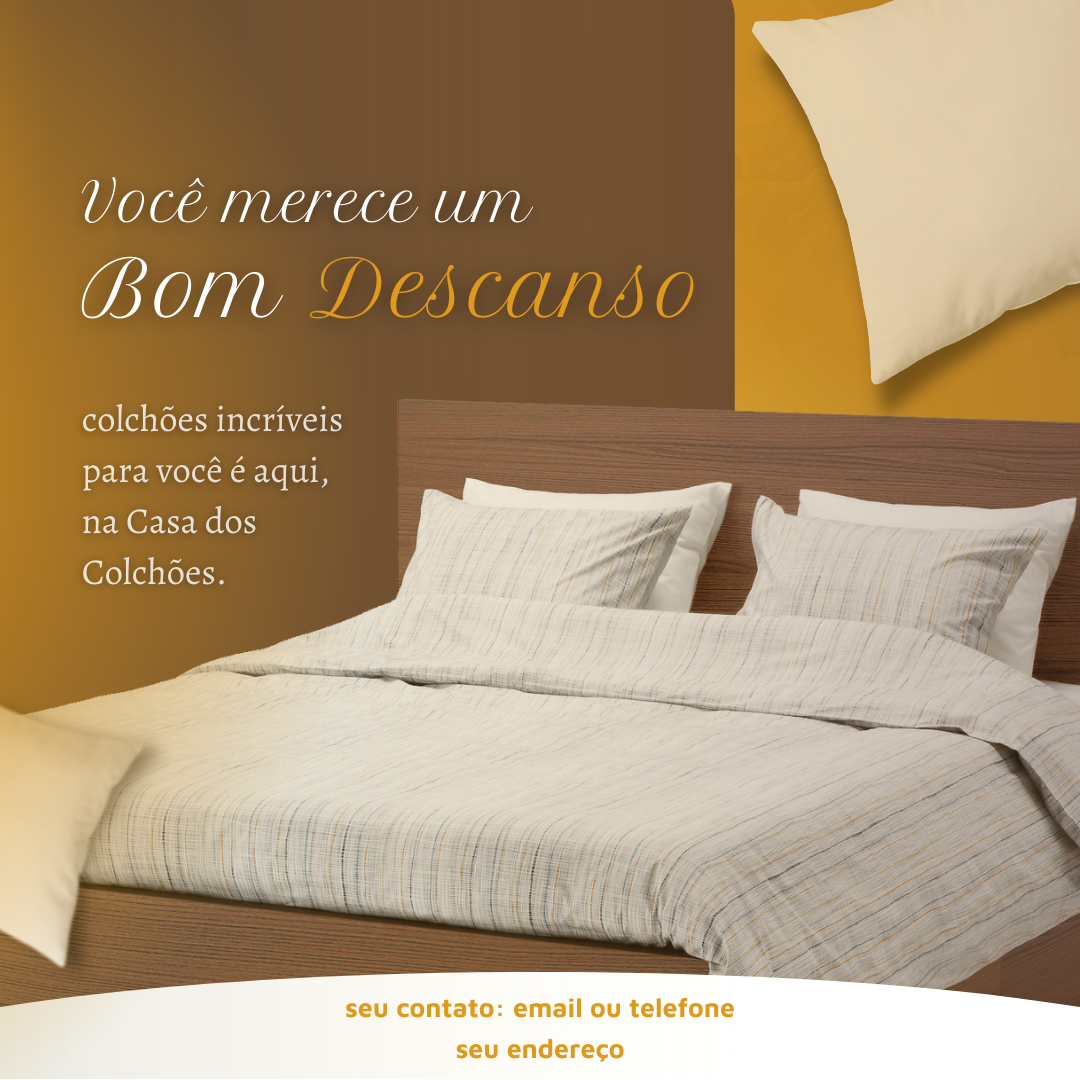 Você merece um
Bom Descanso
colchões incríveis
para você é aqui,
na Casa dos
Colchões.
seu contato: email ou telefone
seu endereço